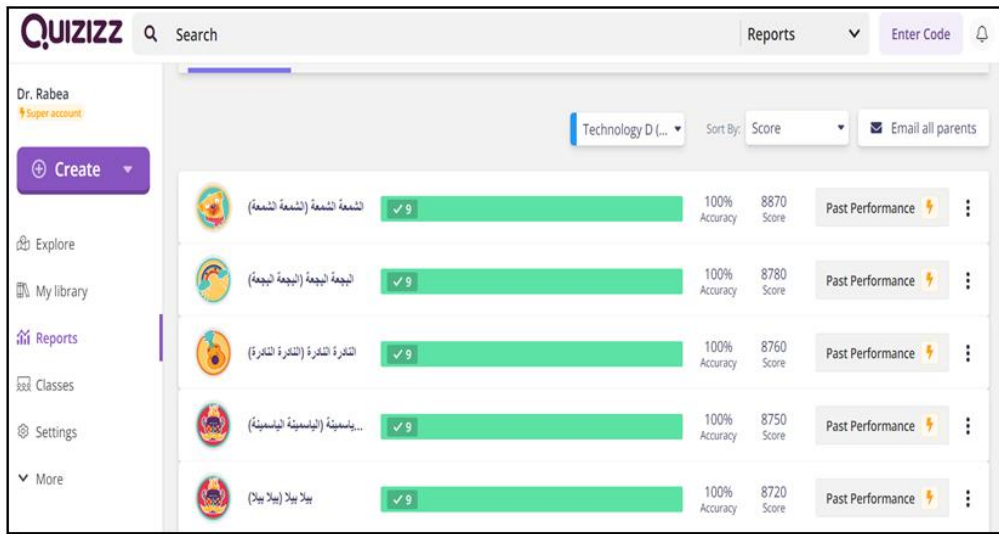 QUIZIZZ
Search
Reports
Enter Code
Dr. Rabea
Super account
Create
Explore
My library
Reports
Classes
Settings
More
Technology D (...
Sort By:
Score
Email all parents
الشمعة الشمعة (الشمعة الشمعة)
9
100%
Accuracy
8870
Score
Past Performance
البجعة البجعة (البجعة البجعة)
9
100%
Accuracy
8780
Score
Past Performance
النادرة النادرة (النادرة النادرة)
9
100%
Accuracy
8760
Score
Past Performance
ياسمينة (الياسمينة الياسمينة)...
9
100%
Accuracy
8750
Score
Past Performance
بيلا بيلا (بيلا بيلا)
9
100%
Accuracy
8720
Score
Past Performance